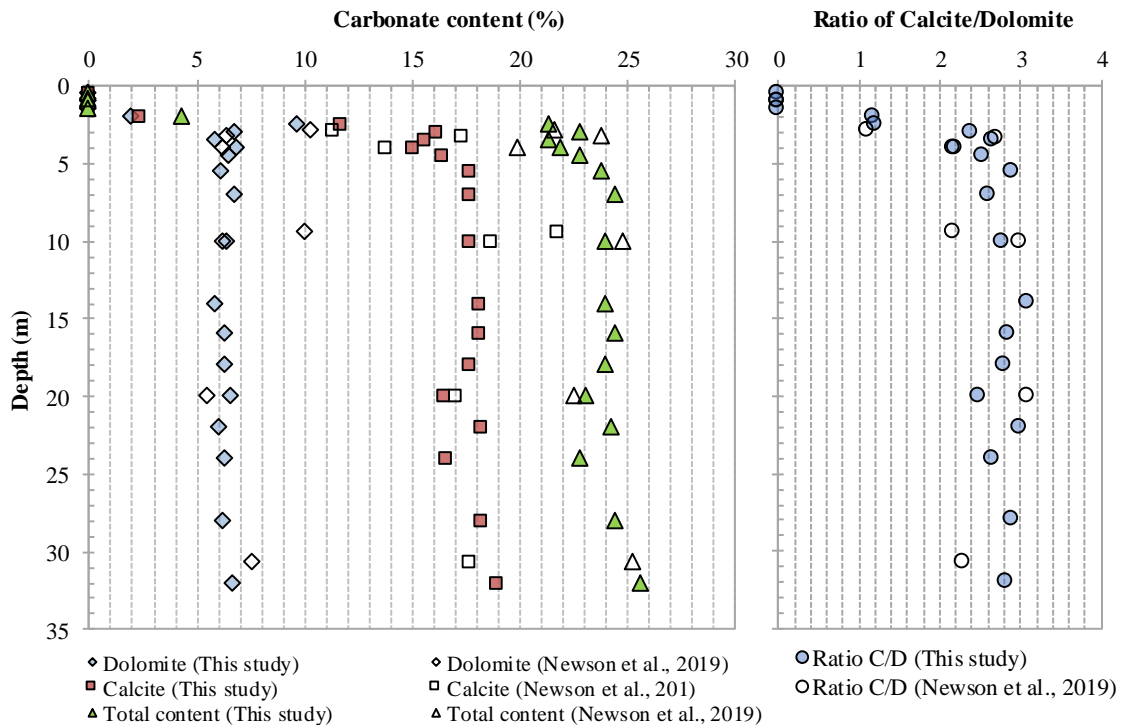 Carbonate content (%)
Ratio of Calcite/Dolomite
0 5 10 15 20 25 30
0 1 2 3 4
0
5
10
15
20
25
30
35
Depth (m)
Dolomite (This study)
Dolomite (Newson et al., 2019)
Calcite (This study)
Calcite (Newson et al., 201)
Total content (This study)
Total content (Newson et al., 2019)
Ratio C/D (This study)
Ratio C/D (Newson et al., 2019)